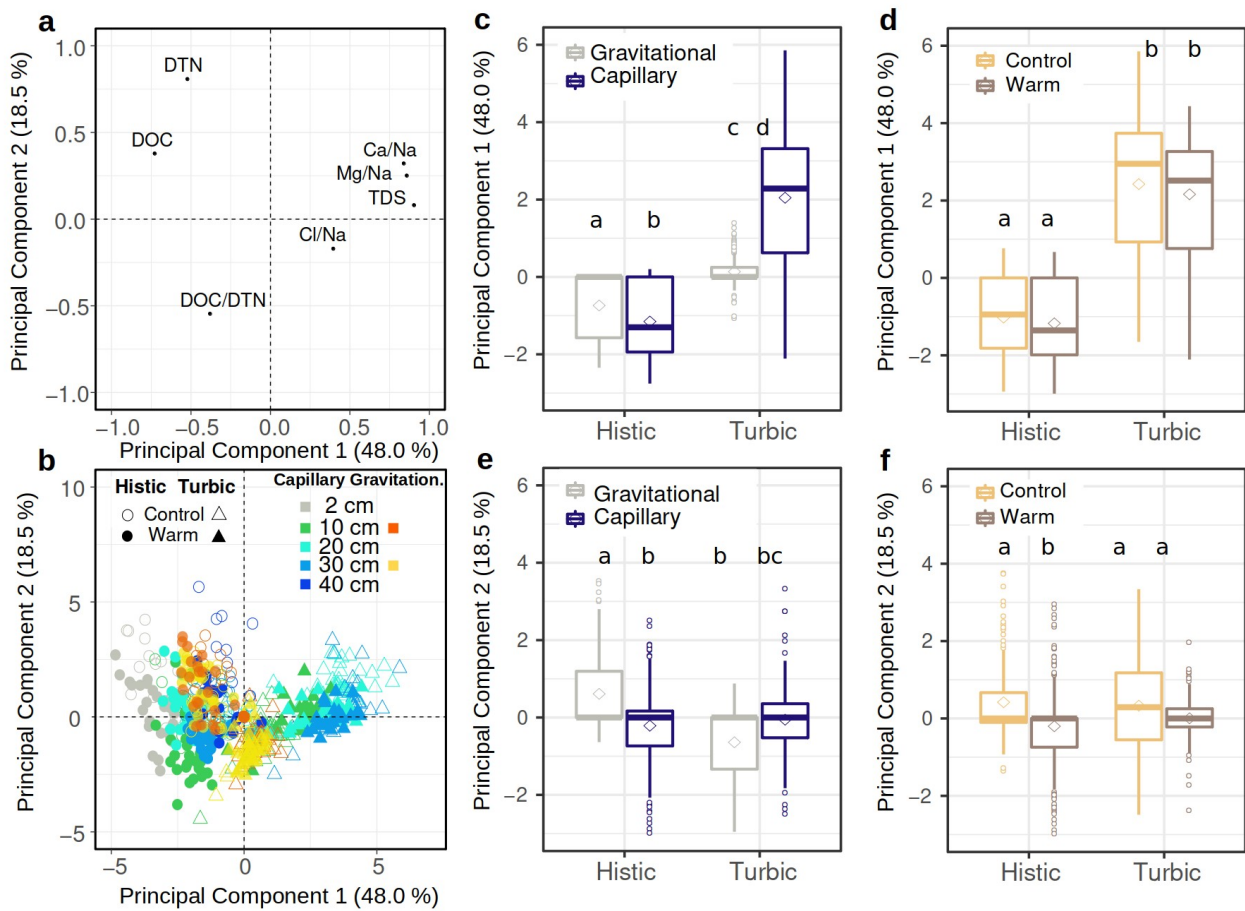 a
Principal Component 2 (18.5 %)
1.0
0.5
0.0
−0.5
−1.0
DTN
DOC
Ca/Na
Mg/Na
TDS
Cl/Na
DOC/DTN
−1.0 −0.5 0.0 0.5 1.0
Principal Component 1 (48.0 %)
c
Principal Component 1 (48.0 %)
6
4
2
0
−2
Gravitational
Capillary
a b c d
Histic Turbic
d
Principal Component 1 (48.0 %)
6
4
2
0
−2
Control
Warm
a a b b
Histic Turbic
b
Principal Component 2 (18.5 %)
10
5
0
−5
Histic Turbic
Control
Warm
Capillary Gravitation.
2 cm
10 cm
20 cm
30 cm
40 cm
−5 0 5
Principal Component 1 (48.0 %)
e
Principal Component 2 (18.5 %)
6
4
2
0
−2
Gravitational
Capillary
a b b bc
Histic Turbic
f
Principal Component 2 (18.5 %)
6
4
2
0
−2
Control
Warm
a b a a
Histic Turbic